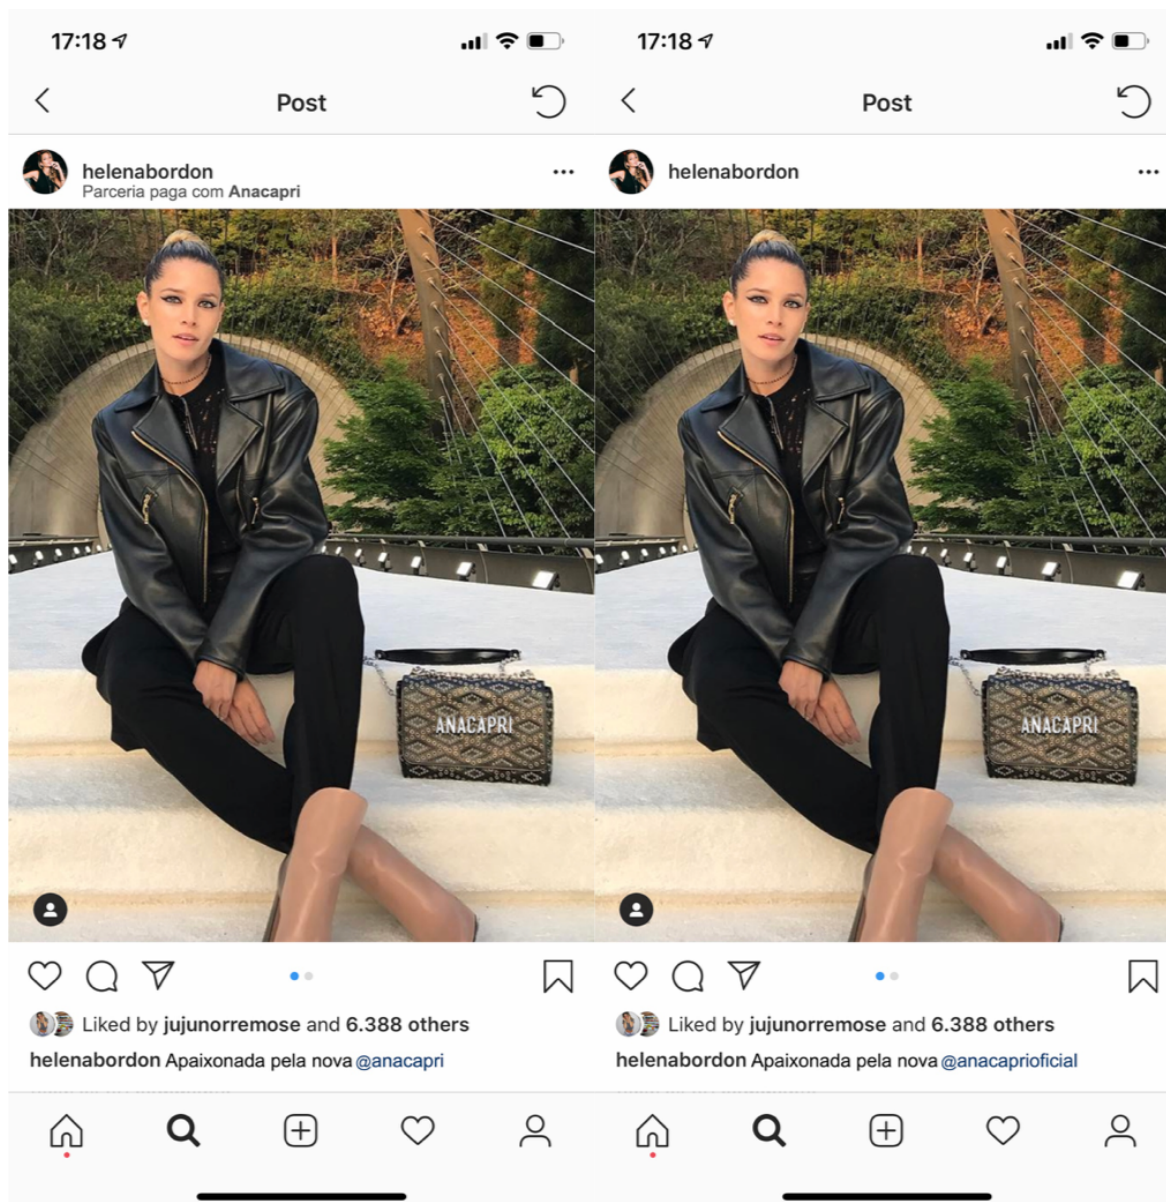 17:18
Post
helenabordon
Parceria paga com Anacapri
ANACAPRI
Liked by jujunorremose and 6.388 others
helenabordon Apaixonada pela nova @anacapri
17:18
Post
helenabordon
ANACAPRI
Liked by jujunorremose and 6.388 others
helenabordon Apaixonada pela nova @anacaprioficial